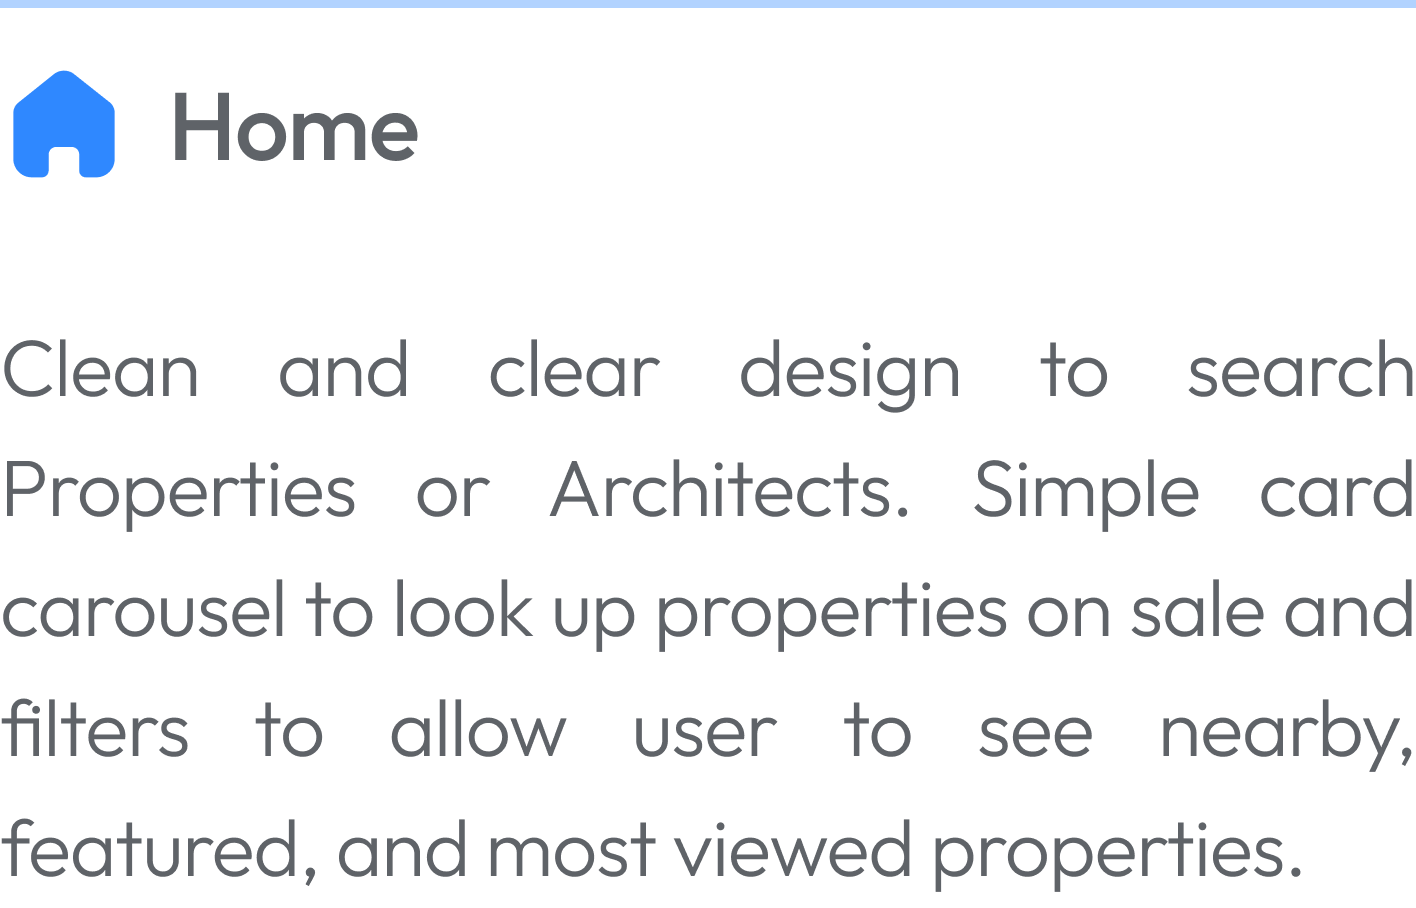 Home
Clean and clear design to search
Properties or Architects. Simple card
carousel to look up properties on sale and
filters to allow user to see nearby,
featured, and most viewed properties.